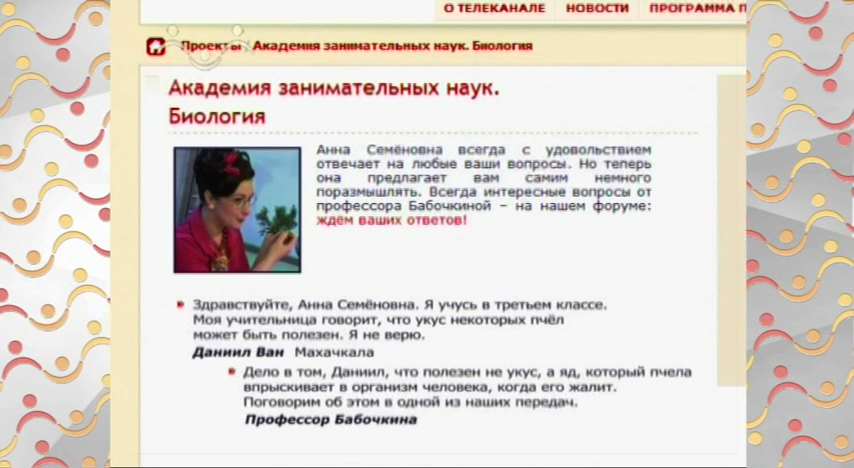 О ТЕЛЕКАНАЛЕ НОВОСТИ ПРОГРАММА
Проекты / Академия занимательных наук. Биология
Академия занимательных наук.
Биология
Анна Семёновна всегда с удовольствием
отвечает на любые ваши вопросы. Но теперь
она предлагает вам самим немного
поразмышлять. Всегда интересные вопросы от
профессора Бабочкиной – на нашем форуме:
ждём ваших ответов!
Здравствуйте, Анна Семёновна. Я учусь в третьем классе.
Моя учительница говорит, что укус некоторых пчёл
может быть полезен. Я не верю.
Даниил Ван Махачкала
Дело в том, Даниил, что полезен не укус, а яд, который пчела
впрыскивает в организм человека, когда его жалит.
Поговорим об этом в одной из наших передач.
Профессор Бабочкина